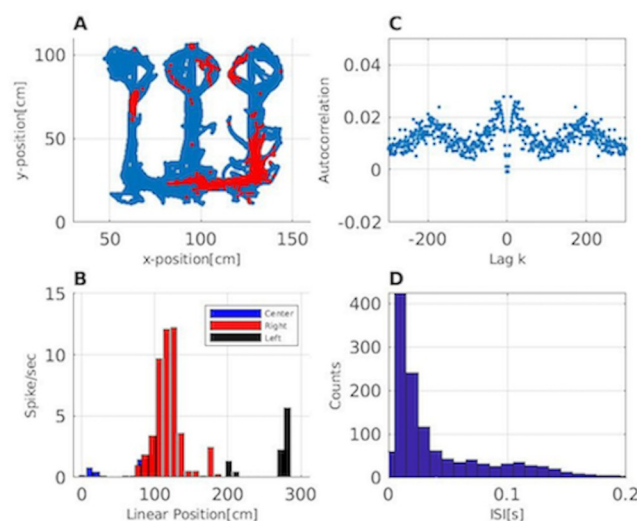 A
100
50
0
y-position[cm]
50
100
150
x-position[cm]
C
0.04
0.02
0
-0.02
Autocorrelation
-200
0
200
Lag k
B
15
10
5
0
Spike/sec
Center
Right
Left
0
100
200
300
Linear Position[cm]
D
400
300
200
100
0
Counts
0
0.1
0.2
ISI[s]